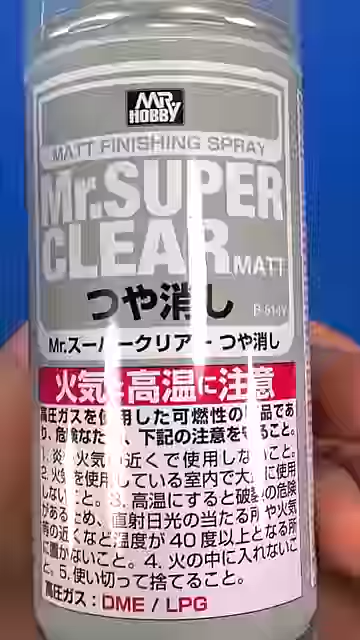 MR
HOBBY
MATT FINISHING SPRAY
Mr.SUPER
CLEAR MATT
つや消し B-514
Mr.スーパークリアー つや消し
火気と高温に注意
高圧ガスを使用した可燃性の製品であ
り、危険なため、下記の注意を守ること。
1. 炎や火気の近くで使用しないこと。
2. 火気を使用している室内で大量に使用
しないこと。3. 高温にすると破裂の危険
があるため、直射日光の当たる所や火気
等の近くなど温度が40度以上となる所
に置かないこと。4. 火の中に入れないこ
と。5. 使い切って捨てること。
高圧ガス：DME / LPG